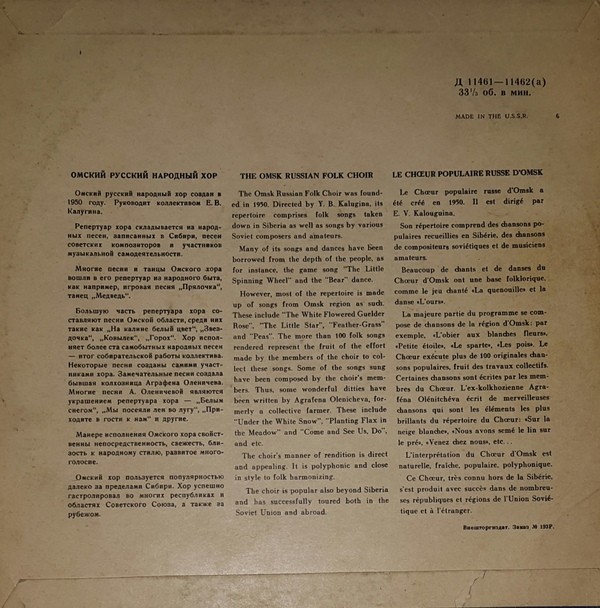 Д 11461—11462(а)
33⅓ об. в мин.
MADE IN THE U.S.S.R. 6
ОМСКИЙ РУССКИЙ НАРОДНЫЙ ХОР
Омский русский народный хор создан в
1950 году. Руководит коллективом Е. В.
Калугина.
Репертуар хора складывается из народ-
ных песен, записанных в Сибири, песен
советских композиторов и участников
музыкальной самодеятельности.
Многие песни и танцы Омского хора
вошли в его репертуар из народного быта,
как например, игровая песня „Прялочка",
танец „Медведь".
Большую часть репертуара хора со-
ставляют песни Омской области, среди них
такие как „На калине белый цвет", „Звез-
дочка", „Ковылек", „Горох". Хор испол-
няет более ста самобытных народных песен
— итог собирательской работы коллектива.
Некоторые песни созданы самими участ-
никами хора. Замечательные песни создала
бывшая колхозница Аграфена Оленичева.
Многие песни А. Оленичевой являются
украшением репертуара хора — „Белым
снегом", „Мы посеяли лен во лугу", „При-
ходите в гости к нам" и другие.
Манере исполнения Омского хора свойст-
венны непосредственность, свежесть, бли-
зость к народному стилю, развитое много-
голосие.
Омский хор пользуется популярностью
далеко за пределами Сибири. Хор успешно
гастролировал во многих республиках и
областях Советского Союза, а также за
рубежом.
THE OMSK RUSSIAN FOLK CHOIR
The Omsk Russian Folk Choir was found-
ed in 1950. Directed by Y. B. Kalugina, its
repertoire comprises folk songs taken
down in Siberia as well as songs by various
Soviet composers and amateurs.
Many of its songs and dances have been
borrowed from the depth of the people, as
for instance, the game song "The Little
Spinning Wheel" and the "Bear" dance.
However, most of the repertoire is made
up of songs from Omsk region as such.
These include "The White Flowered Guelder
Rose", "The Little Star", "Feather-Grass"
and "Peas". The more than 100 folk songs
rendered represent the fruit of the effort
made by the members of the choir to col-
lect these songs. Some of the songs sung
have been composed by the choir's mem-
bers. Thus, some wonderful ditties have
been written by Agrafena Olenicheva, for-
merly a collective farmer. These include
"Under the White Snow", "Planting Flax in
the Meadow" and "Come and See Us, Do",
and etc.
The choir's manner of rendition is direct
and appealing. It is polyphonic and close
in style to folk harmonizing.
The choir is popular also beyond Siberia
and has successfully toured both in the
Soviet Union and abroad.
LE CHŒUR POPULAIRE RUSSE D'OMSK
Le Chœur populaire russe d'Omsk a
été créé en 1950. Il est dirigé par
E. V. Kalouguina.
Son répertoire comprend des chansons po-
pulaires recueillies en Sibérie, des chansons
de compositeurs soviétiques et de musiciens
amateurs.
Beaucoup de chants et de danses du
Chœur d'Omsk ont une base folklorique,
comme le jeu chanté «La quenouille» et la
danse «L'ours».
La majeure partie du programme se com-
pose de chansons de la région d'Omsk: par
exemple, «L'obier aux blanches fleurs»,
«Petite étoile», «Le sparte», «Les pois». Le
Chœur exécute plus de 100 originales chan-
sons populaires, fruit des travaux collectifs.
Certaines chansons sont écrites par les mem-
bres du Chœur. L'ex-kolkhozienne Agra-
féna Olénitchéva écrit de merveilleuses
chansons qui sont les éléments les plus
brillants du répertoire du Chœur: «Sur la
neige blanche», «Nous avons semé le lin sur
le pré», «Venez chez nous», etc...
L'interprétation du Chœur d'Omsk est
naturelle, fraîche, populaire, polyphonique.
Ce Chœur, très connu hors de la Sibérie,
s'est produit avec succès dans de nombreu-
ses républiques et régions de l'Union Sovié-
tique et à l'étranger.
Внешторгиздат. Заказ №